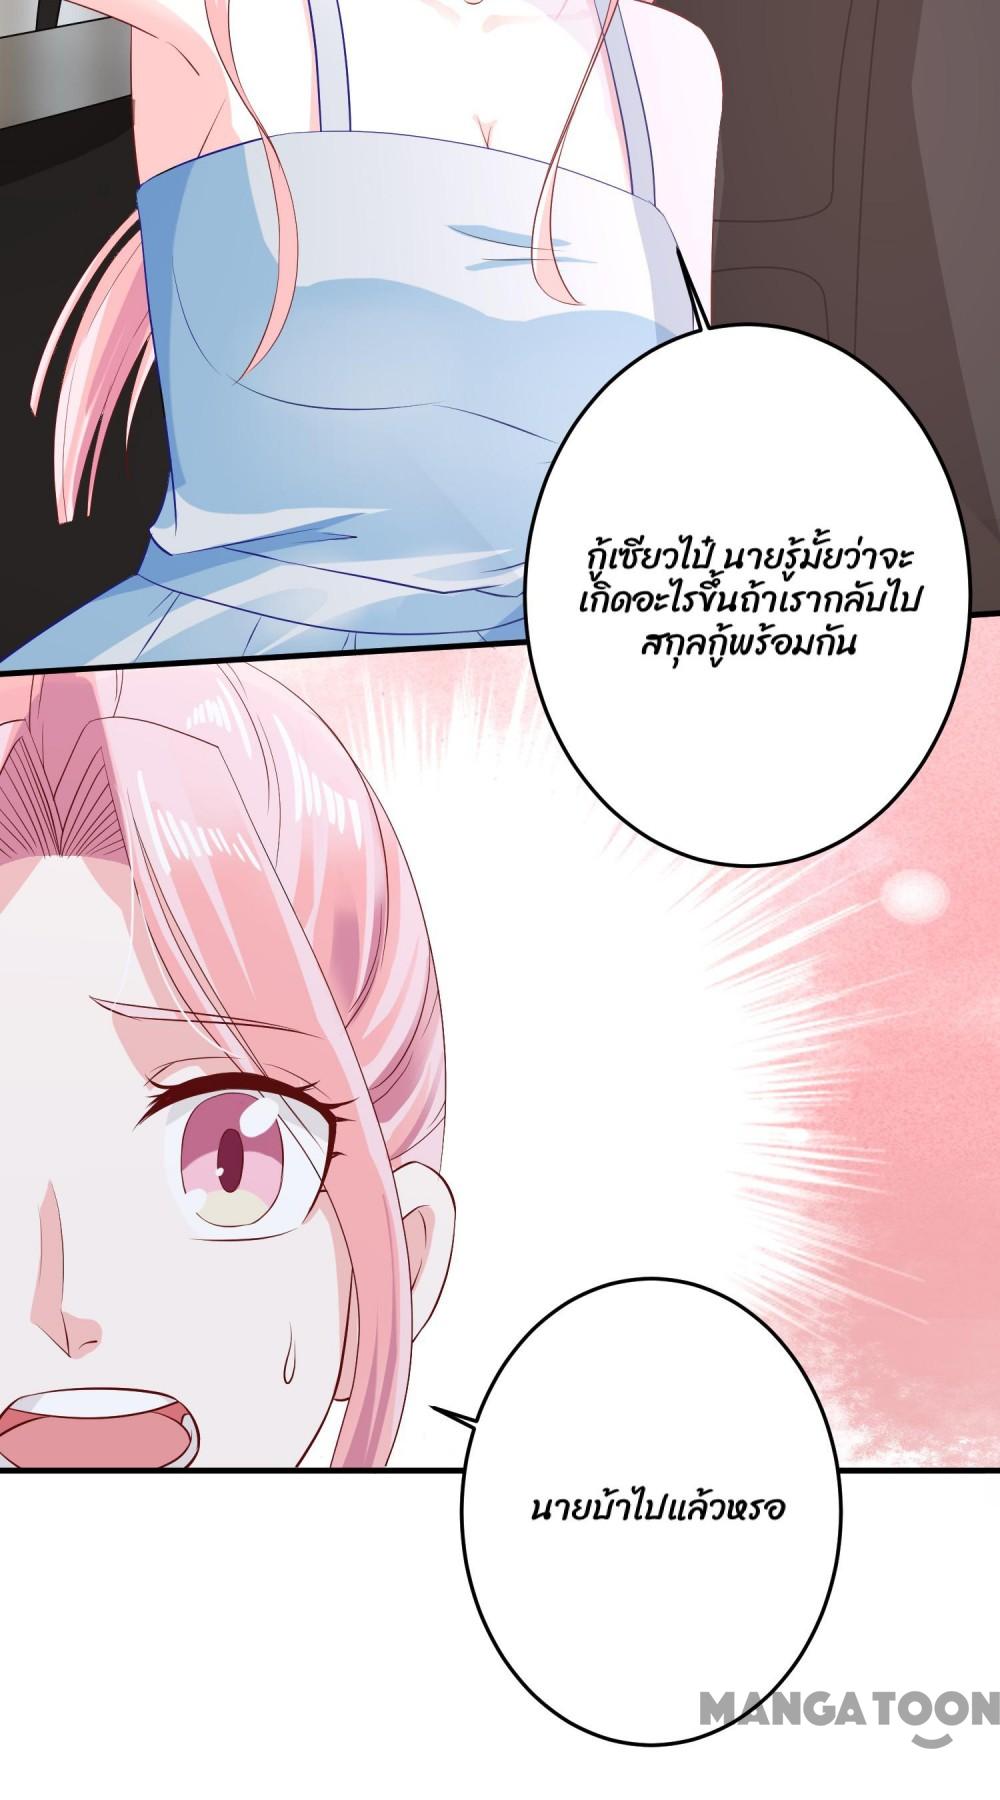 กู้เซียวไป๋ นายรู้มั้ยว่าจะ
เกิดอะไรขึ้นถ้าเรากลับไป
สกุลกู้พร้อมกัน
นายบ้าไปแล้วหรอ
MANGATOON